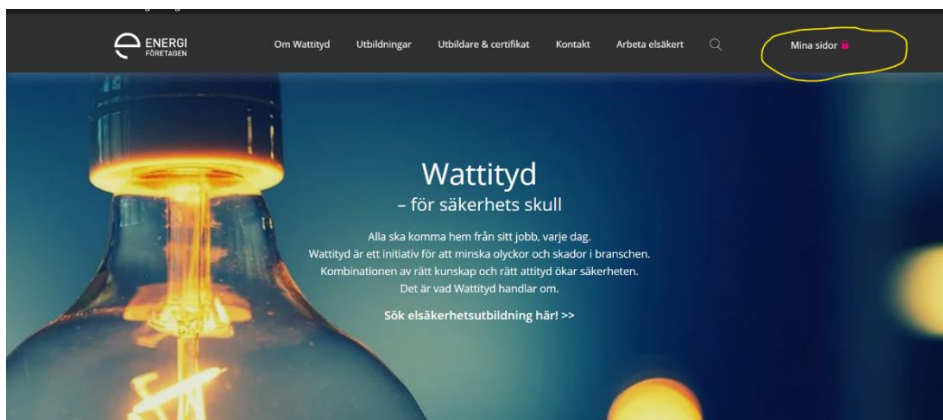 ENERGI
FÖRETAGEN
Om Wattityd Utbildningar Utbildare & certifikat Kontakt Arbeta elsäkert Mina sidor
Wattityd
– för säkerhets skull
Alla ska komma hem från sitt jobb, varje dag.
Wattityd är ett initiativ för att minska olyckor och skador i branschen.
Kombinationen av rätt kunskap och rätt attityd ökar säkerheten.
Det är vad Wattityd handlar om.
Sök elsäkerhetsutbildning här! >>